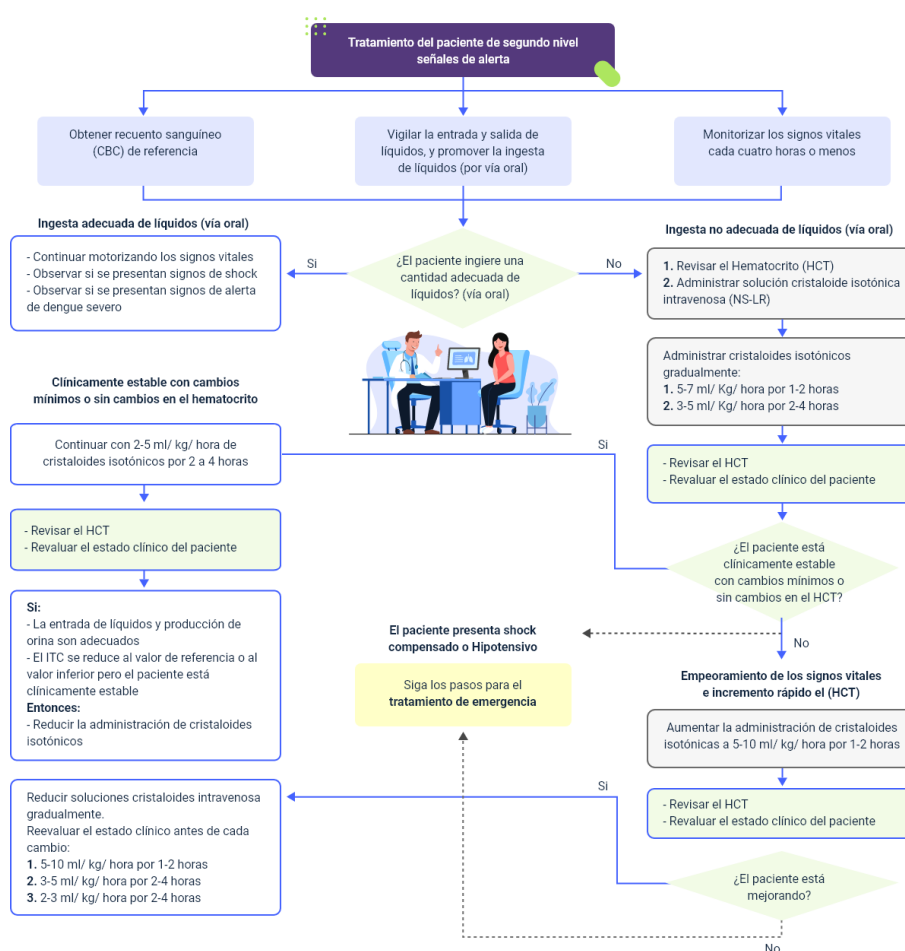 Tratamiento del paciente de segundo nivel
señales de alerta
Obtener recuento sanguíneo
(CBC) de referencia
Vigilar la entrada y salida de
líquidos, y promover la ingesta
de líquidos (por vía oral)
Monitorizar los signos vitales
cada cuatro horas o menos
Ingesta adecuada de líquidos (vía oral)
- Continuar motorizando los signos vitales
- Observar si se presentan signos de shock
- Observar si se presentan signos de alerta
de dengue severo
Si
¿El paciente ingiere una
cantidad adecuada de
líquidos? (vía oral)
No
Ingesta no adecuada de líquidos (vía oral)
1. Revisar el Hematocrito (HCT)
2. Administrar solución cristaloide isotónica
intravenosa (NS-LR)
Administrar cristaloides isotónicos
gradualmente:
1. 5-7 ml/ Kg/ hora por 1-2 horas
2. 3-5 ml/ Kg/ hora por 2-4 horas
- Revisar el HCT
- Revaluar el estado clínico del paciente
¿El paciente está
clínicamente estable
con cambios mínimos o
sin cambios en el HCT?
Si
Clínicamente estable con cambios
mínimos o sin cambios en el hematocrito
Continuar con 2-5 ml/ kg/ hora de
cristaloides isotónicos por 2 a 4 horas
- Revisar el HCT
- Revaluar el estado clínico del paciente
Si:
- La entrada de líquidos y producción de
orina son adecuados
- El ITC se reduce al valor de referencia o al
valor inferior pero el paciente está
clínicamente estable
Entonces:
- Reducir la administración de cristaloides
isotónicos
No
El paciente presenta shock
compensado o Hipotensivo
Siga los pasos para el
tratamiento de emergencia
Empeoramiento de los signos vitales
e incremento rápido el (HCT)
Aumentar la administración de cristaloides
isotónicas a 5-10 ml/ kg/ hora por 1-2 horas
- Revisar el HCT
- Revaluar el estado clínico del paciente
¿El paciente está
mejorando?
Si
Reducir soluciones cristaloides intravenosa
gradualmente.
Reevaluar el estado clínico antes de cada
cambio:
1. 5-10 ml/ kg/ hora por 1-2 horas
2. 3-5 ml/ kg/ hora por 2-4 horas
3. 2-3 ml/ kg/ hora por 2-4 horas
No